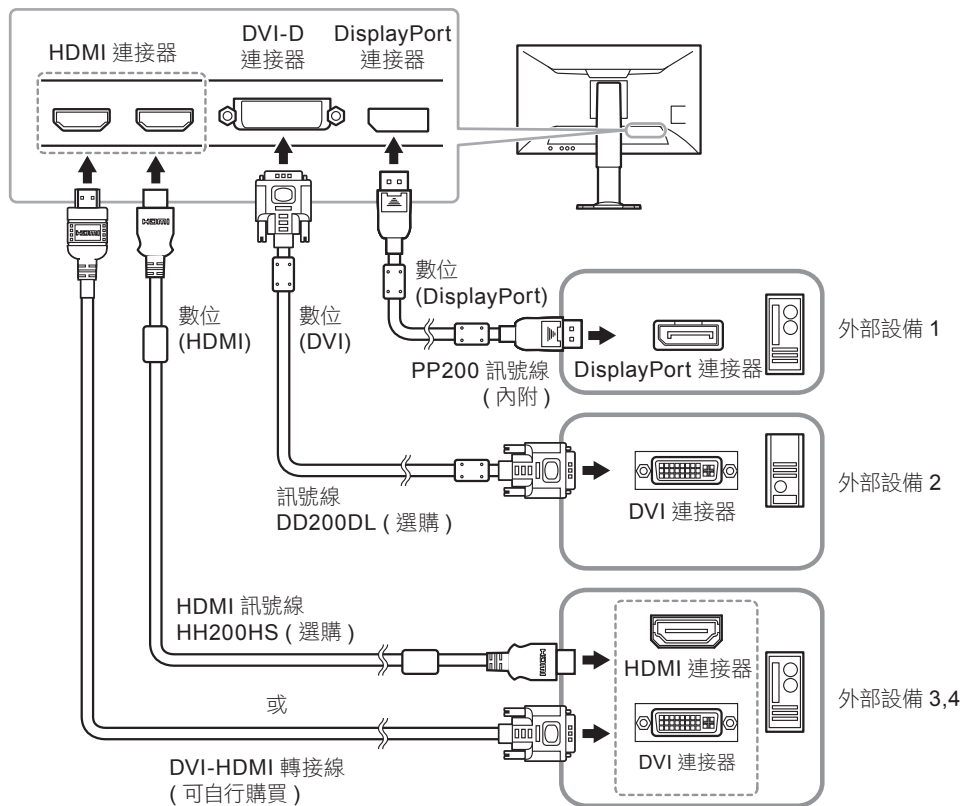 HDMI 連接器
DVI-D
連接器
DisplayPort
連接器
HDMI
HDMI
數位
(HDMI)
數位
(DVI)
數位
(DisplayPort)
PP200 訊號線
( 內附 )
DisplayPort 連接器
外部設備 1
訊號線
DD200DL ( 選購 )
DVI 連接器
外部設備 2
HDMI 訊號線
HH200HS ( 選購 )
HDMI
HDMI 連接器
或
DVI-HDMI 轉接線
( 可自行購買 )
DVI 連接器
外部設備 3,4